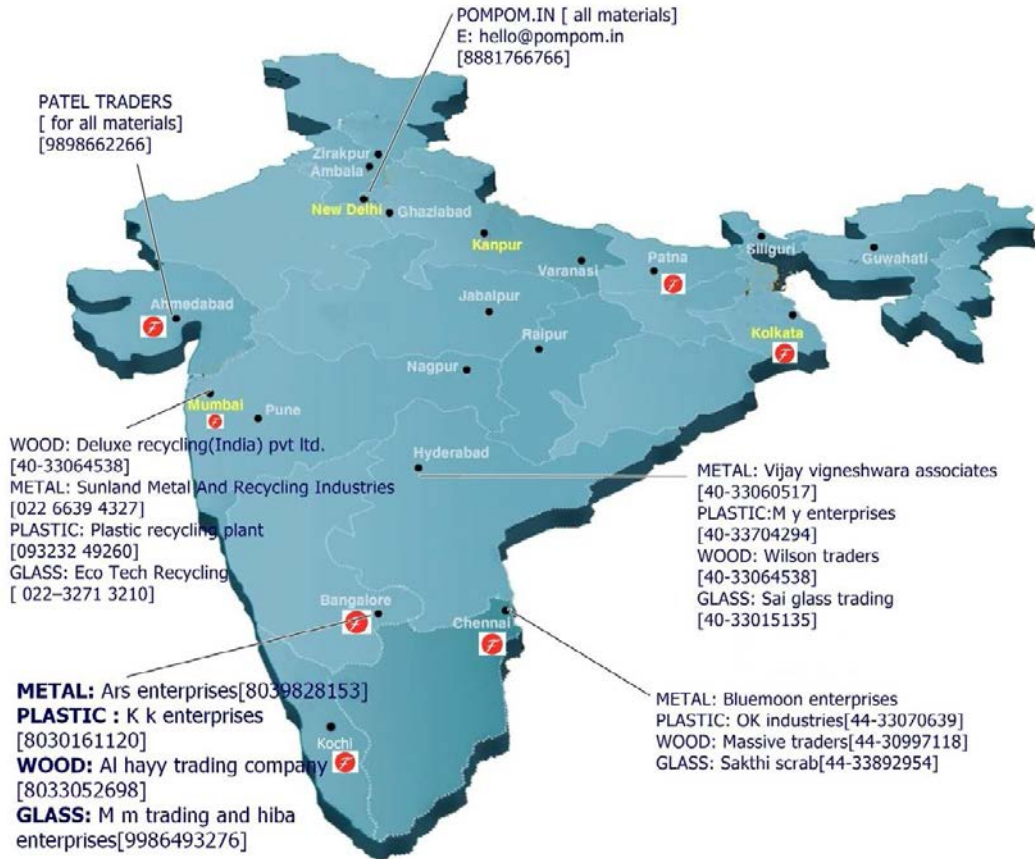 POMPOM.IN [ all materials]
E: hello@pompom.in
[8881766766]
PATEL TRADERS
[ for all materials]
[9898662266]
Zirakpur
Ambala
New Delhi
Ghaziabad
Kanpur
Varanasi
Patna
Siliguri
Guwahati
Ahmedabad
Jabalpur
Raipur
Kolkata
Nagpur
Mumbai
Pune
Hyderabad
WOOD: Deluxe recycling(India) pvt ltd.
[40-33064538]
METAL: Sunland Metal And Recycling Industries
[022 6639 4327]
PLASTIC: Plastic recycling plant
[093232 49260]
GLASS: Eco Tech Recycling
[ 022–3271 3210]
METAL: Vijay vigneshwara associates
[40-33060517]
PLASTIC:M y enterprises
[40-33704294]
WOOD: Wilson traders
[40-33064538]
GLASS: Sai glass trading
[40-33015135]
Bangalore
Chennai
METAL: Ars enterprises[8039828153]
PLASTIC : K k enterprises
[8030161120]
WOOD: Al hayy trading company
[8033052698]
GLASS: M m trading and hiba
enterprises[9986493276]
Kochi
METAL: Bluemoon enterprises
PLASTIC: OK industries[44-33070639]
WOOD: Massive traders[44-30997118]
GLASS: Sakthi scrab[44-33892954]